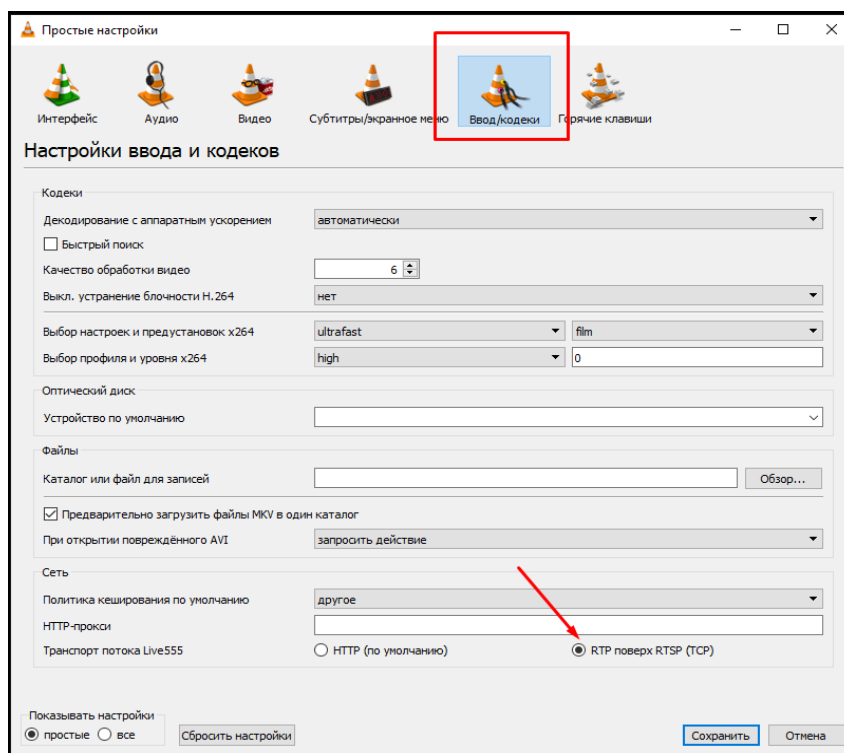 Простые настройки
Интерфейс Аудио Видео Субтитры/экранное меню Ввод/кодеки Горячие клавиши
Настройки ввода и кодеков
Кодеки
Декодирование с аппаратным ускорением автоматически
Быстрый поиск
Качество обработки видео 6
Выкл. устранение блочности H.264 нет
Выбор настроек и предустановок x264 ultrafast film
Выбор профиля и уровня x264 high 0
Оптический диск
Устройство по умолчанию
Файлы
Каталог или файл для записей Обзор...
Предварительно загрузить файлы MKV в один каталог
При открытии повреждённого AVI запросить действие
Сеть
Политика кеширования по умолчанию другое
HTTP-прокси
Транспорт потока Live555 HTTP (по умолчанию) RTP поверх RTSP (TCP)
Показывать настройки
простые все Сбросить настройки Сохранить Отмена